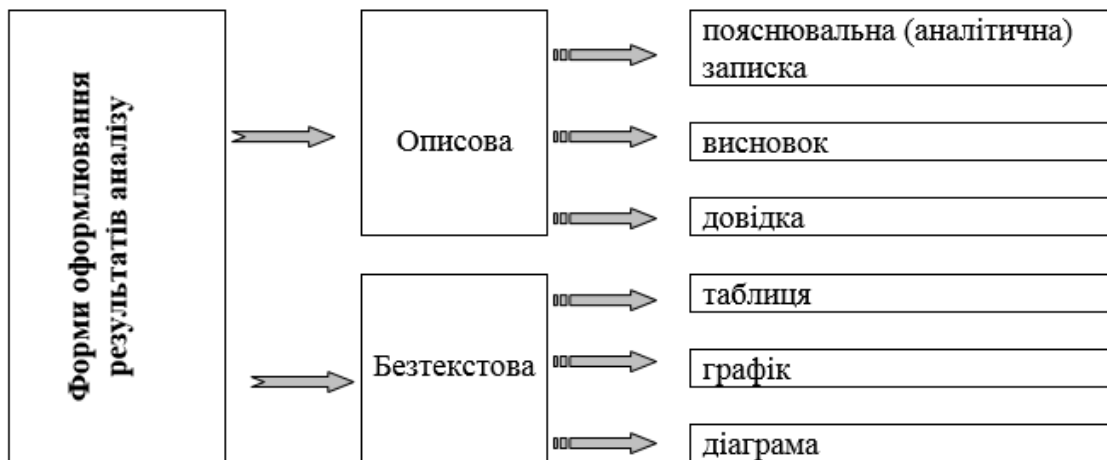 Форми оформлювання
результатів аналізу
Описова
пояснювальна (аналітична)
записка
висновок
довідка
Безтекстова
таблиця
графік
діаграма